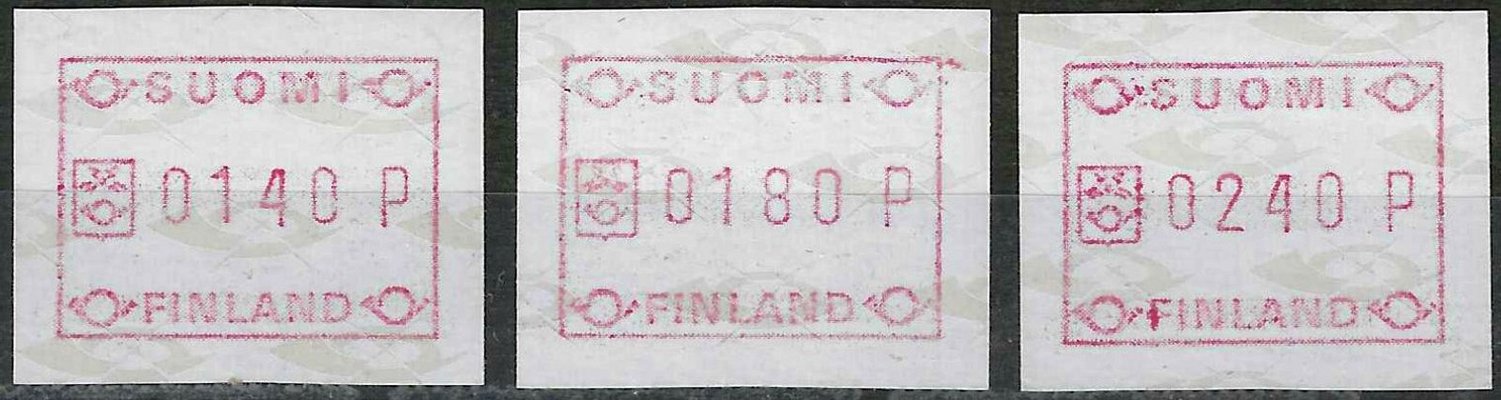 SUOMI
0140 P
FINLAND
SUOMI
0180 P
FINLAND
SUOMI
0240 P
FINLAND